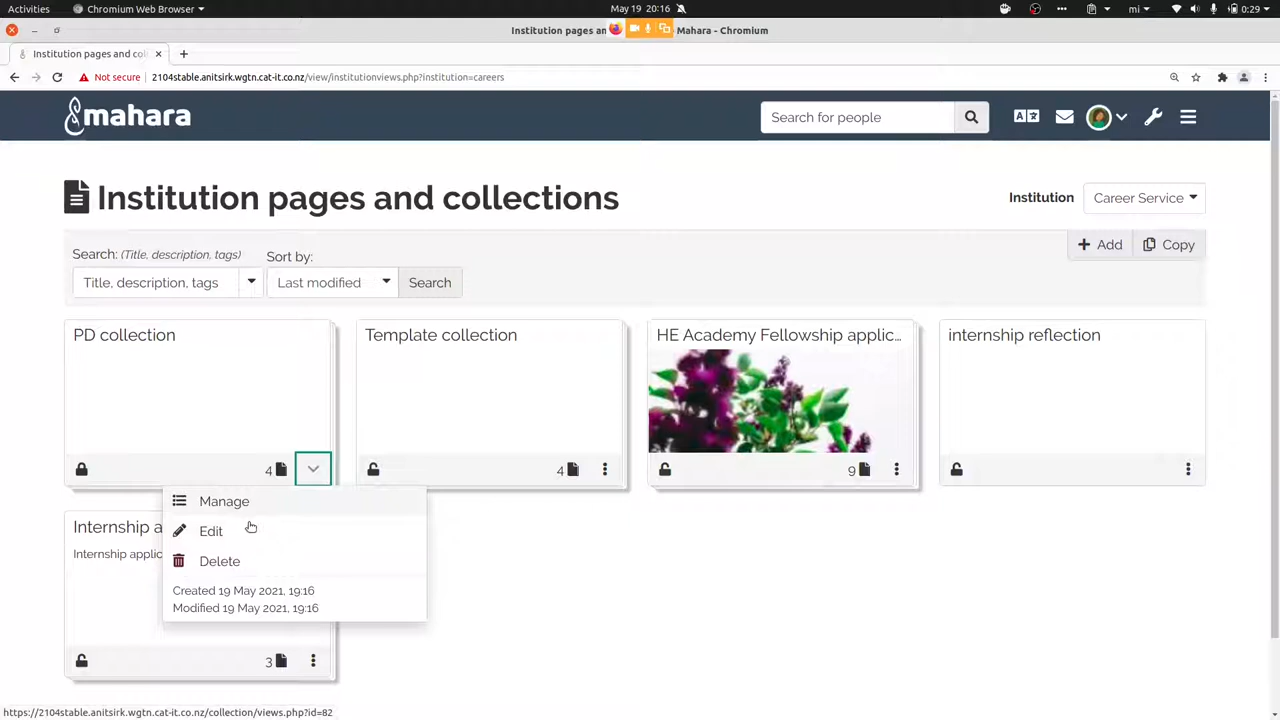 Activities
Chromium Web Browser
May 19 20:16
mi
0:29
Institution pages an
Mahara - Chromium
Institution pages and col
Not secure
2104stable.anitsirk.wgtn.cat-it.co.nz/view/institutionviews.php?institution=careers
mahara
Search for people
Institution pages and collections
Institution
Career Service
Search: (Title, description, tags)
Sort by:
Add
Copy
Title, description, tags
Last modified
Search
PD collection
Template collection
HE Academy Fellowship applic...
internship reflection
4
4
9
Manage
Edit
Delete
Created 19 May 2021, 19:16
Modified 19 May 2021, 19:16
Internship a
Internship applic
3
https://2104stable.anitsirk.wgtn.cat-it.co.nz/collection/views.php?id=82